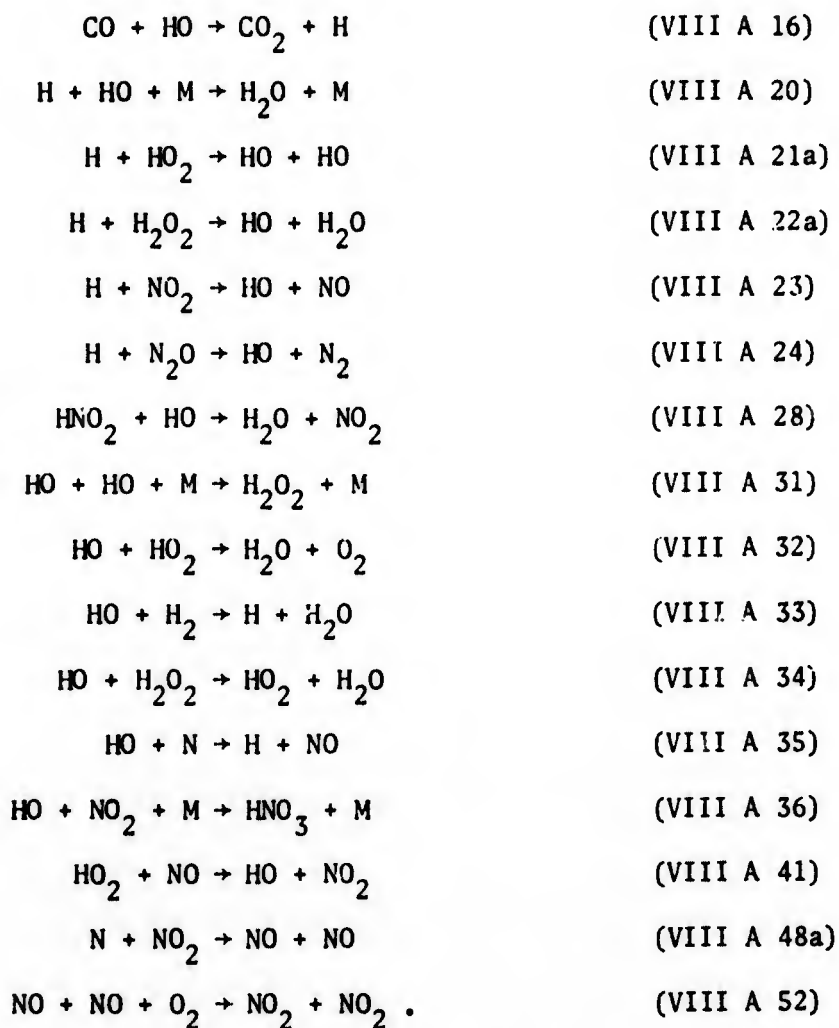 CO + HO → CO₂ + H (VIII A 16)
H + HO + M → H₂O + M (VIII A 20)
H + HO₂ → HO + HO (VIII A 21a)
H + H₂O₂ → HO + H₂O (VIII A 22a)
H + NO₂ → HO + NO (VIII A 23)
H + N₂O → HO + N₂ (VIII A 24)
HNO₂ + HO → H₂O + NO₂ (VIII A 28)
HO + HO + M → H₂O₂ + M (VIII A 31)
HO + HO₂ → H₂O + O₂ (VIII A 32)
HO + H₂ → H + H₂O (VIII A 33)
HO + H₂O₂ → HO₂ + H₂O (VIII A 34)
HO + N → H + NO (VIII A 35)
HO + NO₂ + M → HNO₃ + M (VIII A 36)
HO₂ + NO → HO + NO₂ (VIII A 41)
N + NO₂ → NO + NO (VIII A 48a)
NO + NO + O₂ → NO₂ + NO₂ . (VIII A 52)